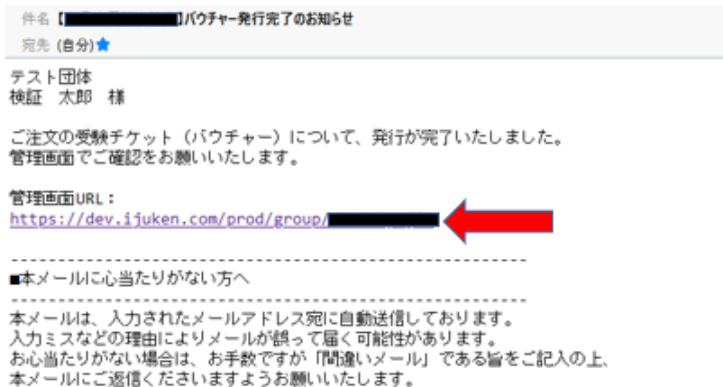 件名【】バウチャー発行完了のお知らせ
宛先 (自分)★
テスト団体
検証 太郎 様
ご注文の受験チケット（バウチャー）について、発行が完了いたしました。
管理画面でご確認をお願いいたします。
管理画面URL：
https://dev.ijuken.com/prod/group/
-------------------------------------------------------
■本メールに心当たりがない方へ
-------------------------------------------------------
本メールは、入力されたメールアドレス宛に自動送信しております。
入力ミスなどの理由によりメールが誤って届く可能性があります。
お心当たりがない場合は、お手数ですが「間違いメール」である旨をご記入の上、
本メールにご返信くださいますようお願いいたします。